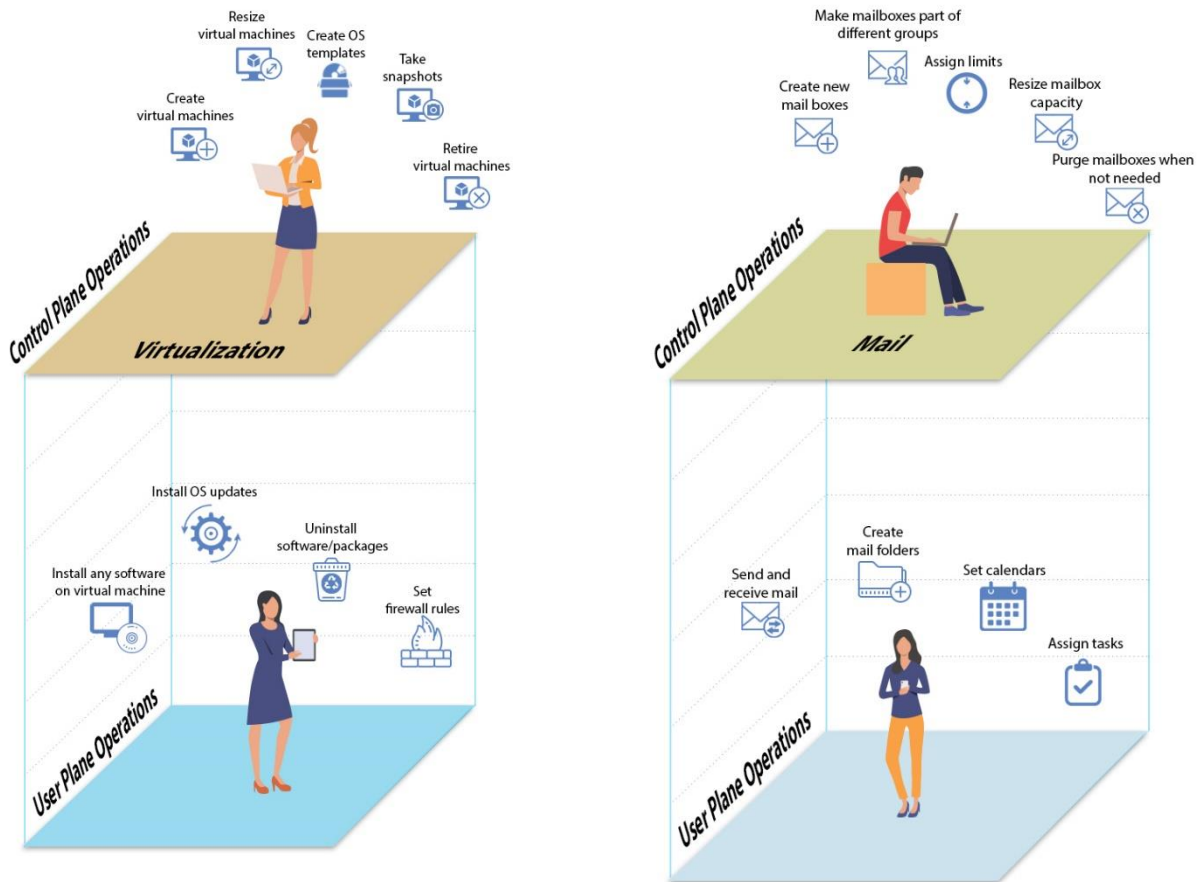 Resize
virtual machines
Create OS
templates
Take
snapshots
Create
virtual machines
Retire
virtual machines
Control Plane Operations
Virtualization
Install OS updates
Uninstall
software/packages
Install any software
on virtual machine
Set
firewall rules
User Plane Operations
Make mailboxes part of
different groups
Assign limits
Create new
mail boxes
Resize mailbox
capacity
Purge mailboxes when
not needed
Control Plane Operations
Mail
Create
mail folders
Send and
receive mail
Set calendars
Assign tasks
User Plane Operations